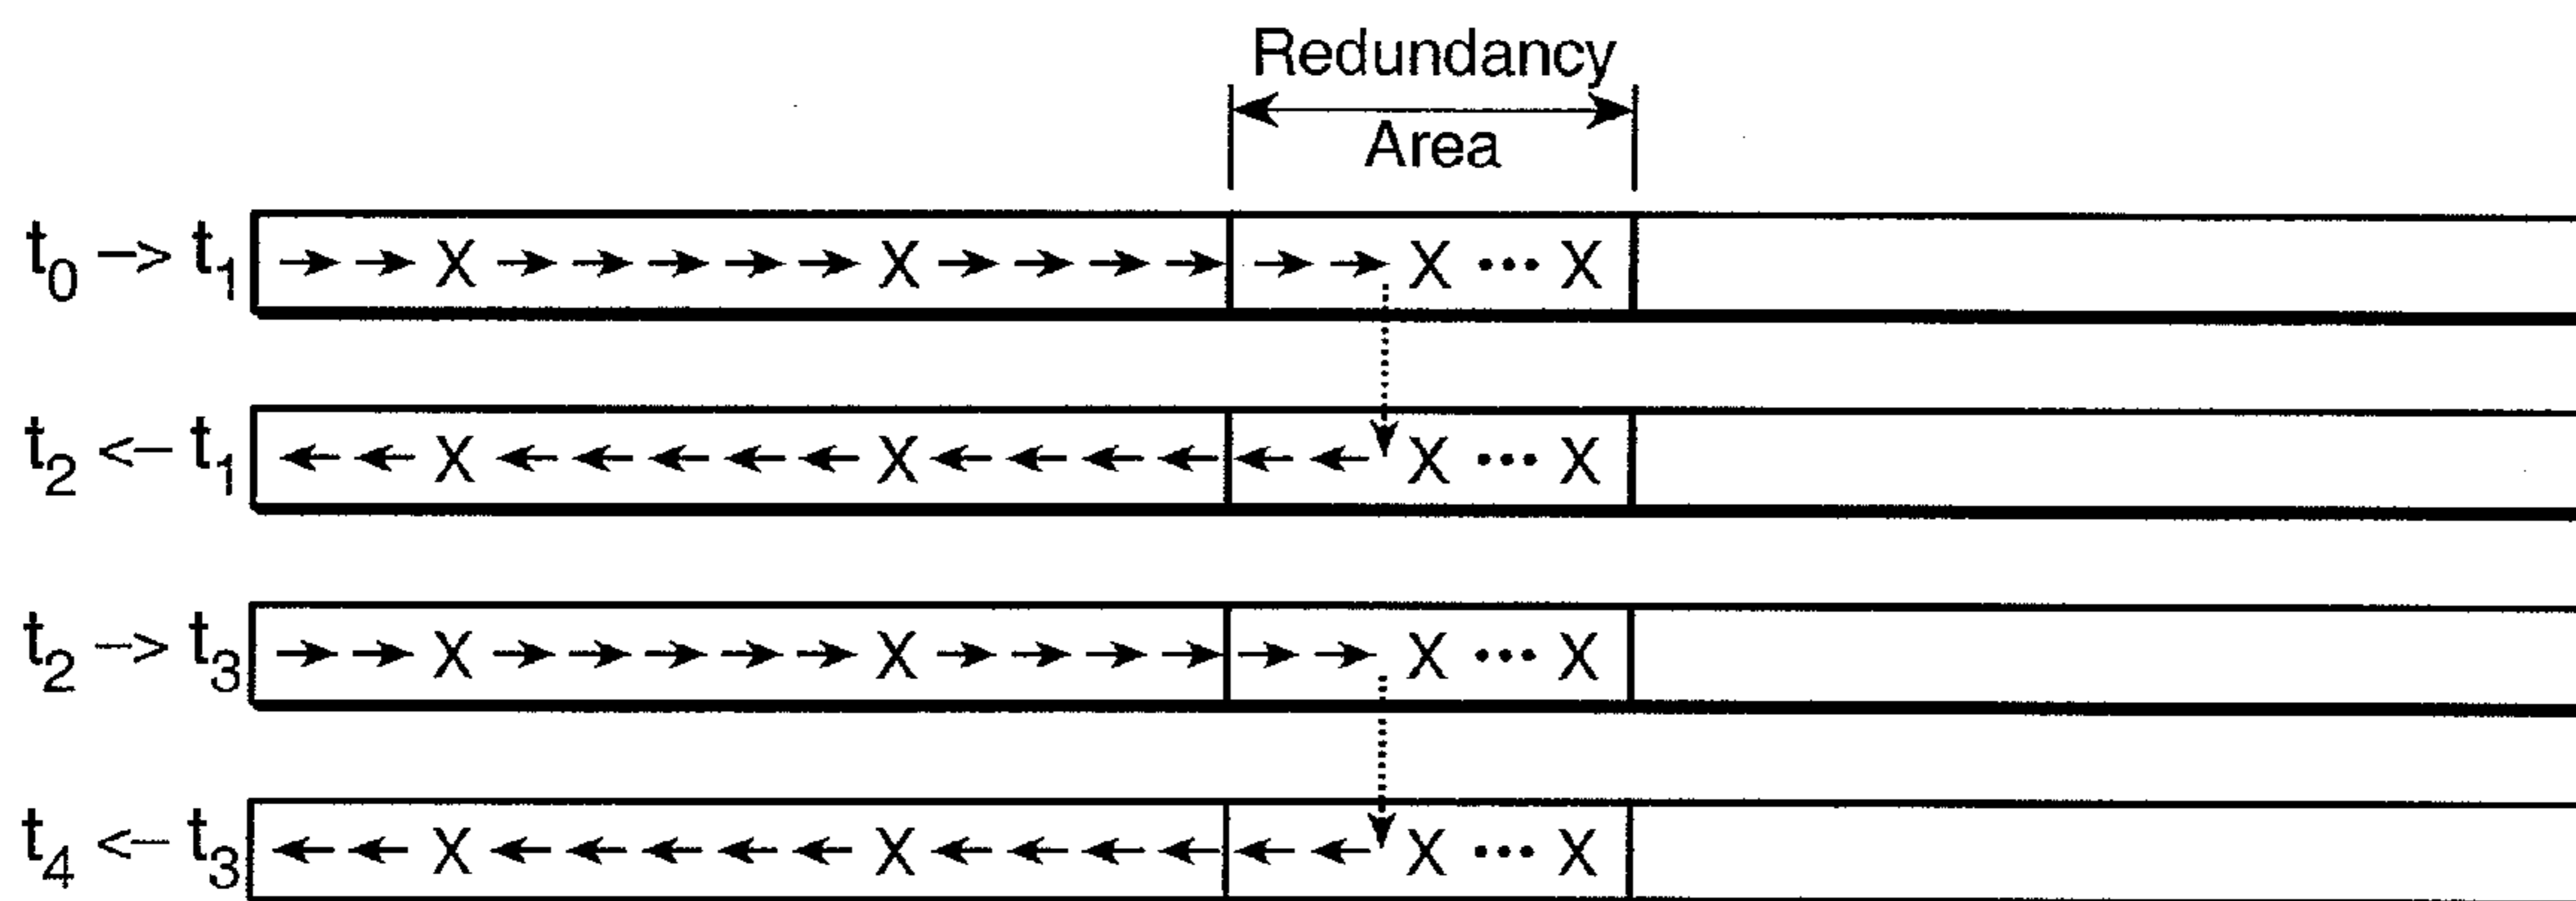 Redundancy
Area
t0 –> t1 X X X ••• X
t2 <– t1 X X X ••• X
t2 –> t3 X X X ••• X
t4 <– t3 X X X ••• X